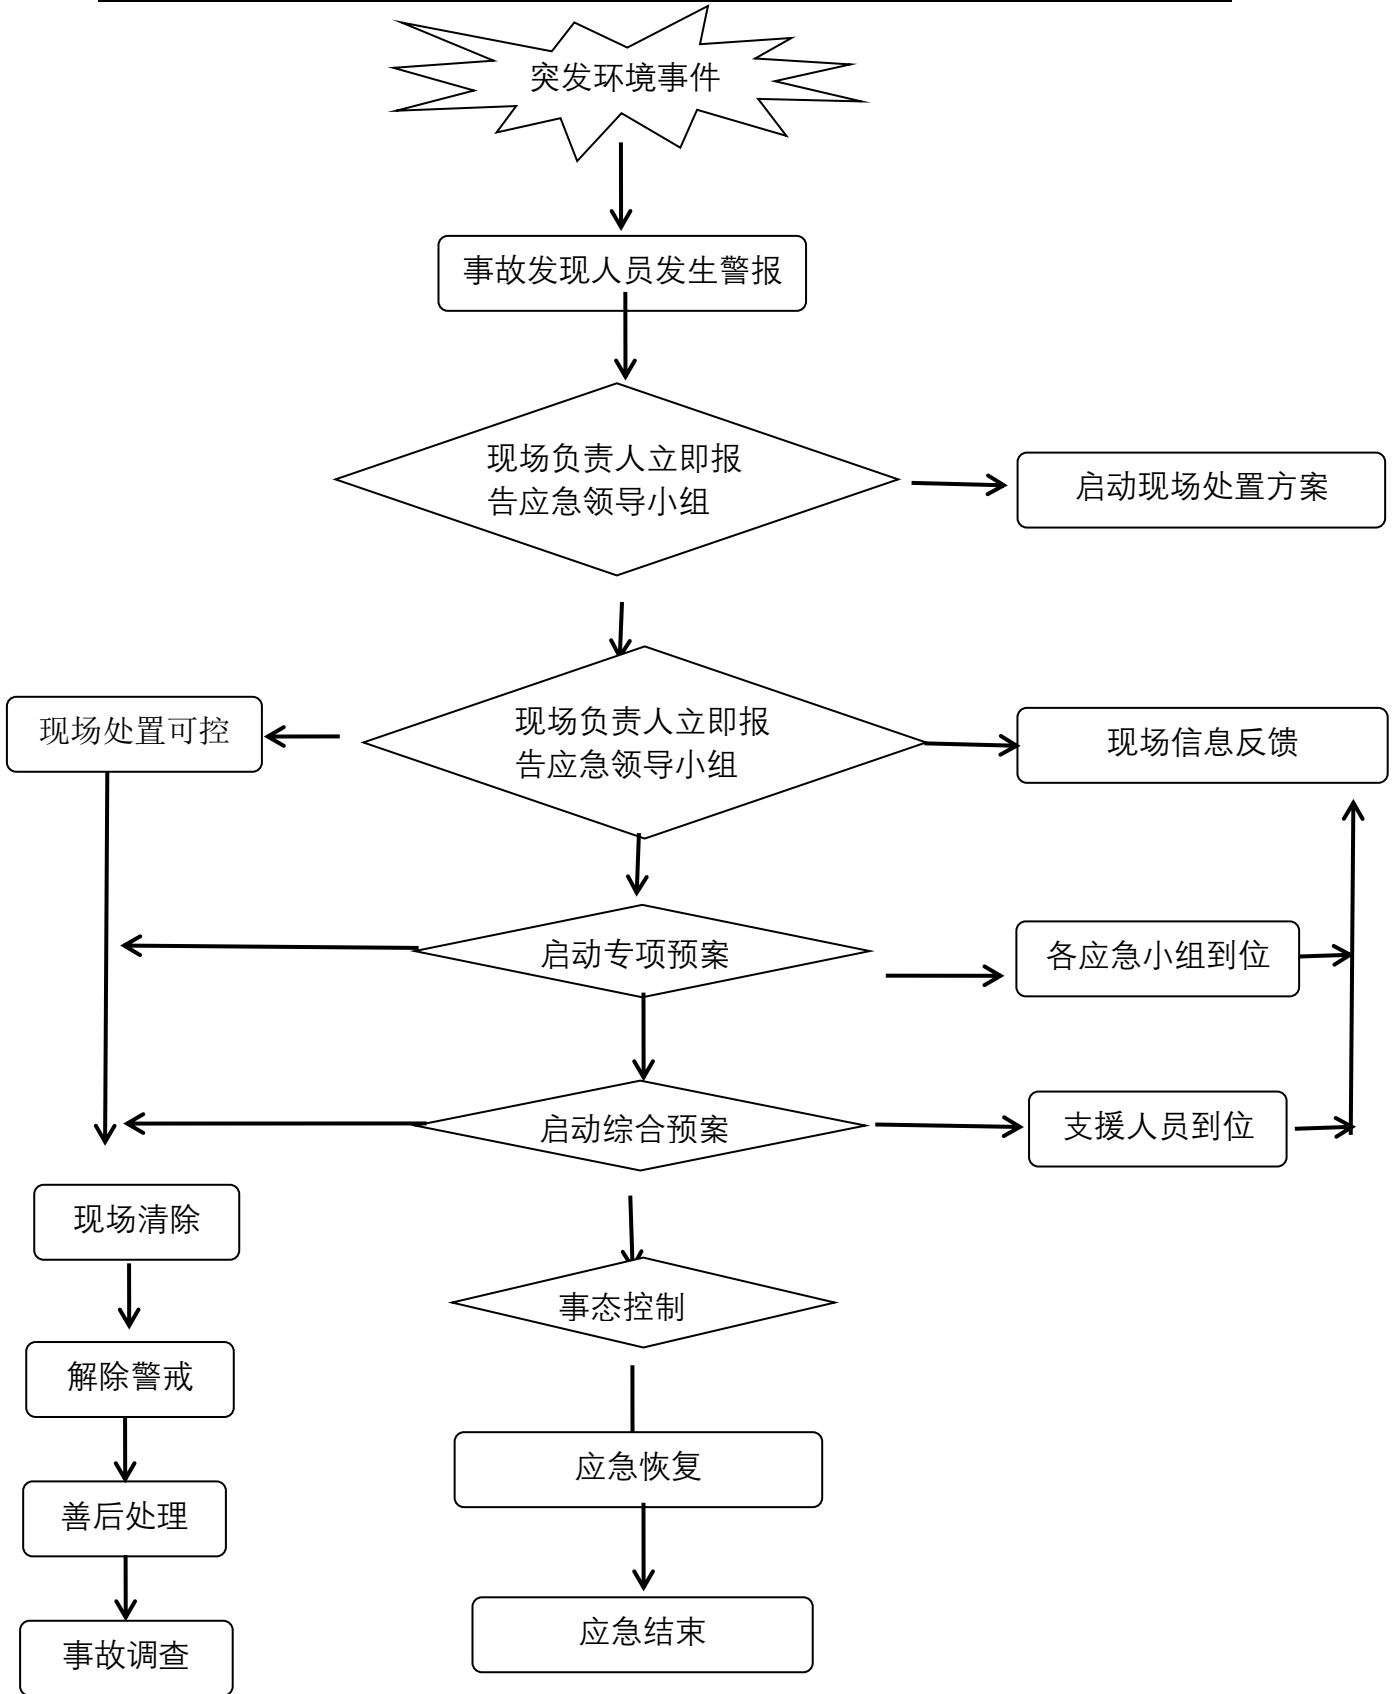 突发环境事件
事故发现人员发生警报
现场负责人立即报
告应急领导小组
启动现场处置方案
现场处置可控
现场负责人立即报
告应急领导小组
现场信息反馈
启动专项预案
各应急小组到位
启动综合预案
支援人员到位
现场清除
事态控制
解除警戒
应急恢复
善后处理
应急结束
事故调查